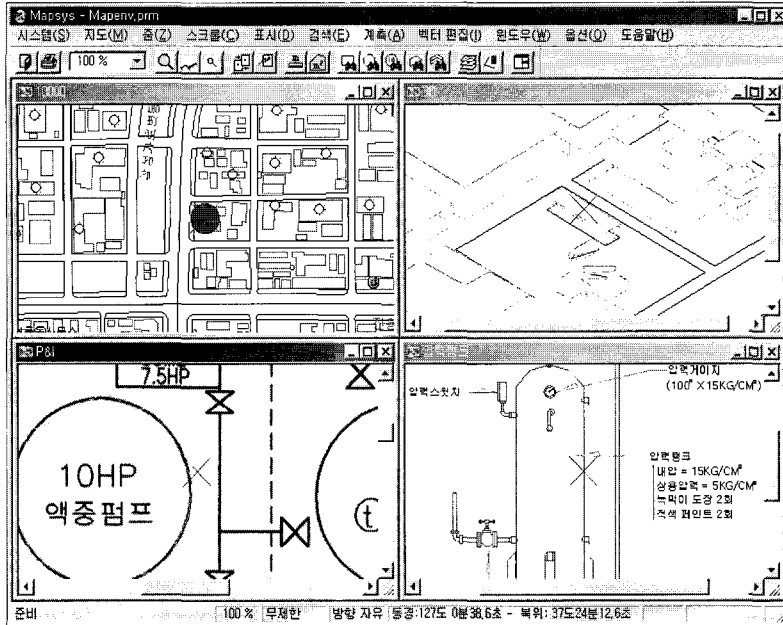 Mapsys - Mapenv,prm
시스템(S) 지도(M) 줌(Z) 스크롤(C) 표시(D) 검색(E) 계측(A) 벡터 편집(I) 윈도우(W) 옵션(O) 도움말(H)
100 %
P&I
7.5HP
10HP
액중펌프
t
압력스윗치
압력게이지
(100" X15KG/CM²)
압력탱크
내압 = 15KG/CM²
상용압력 = 5KG/CM²
녹막이 도장 2회
적색 페인트 2회
준비 100 % 무제한 방향 자유 동경:127도 0분38,6초 - 북위: 37도24분12,6초